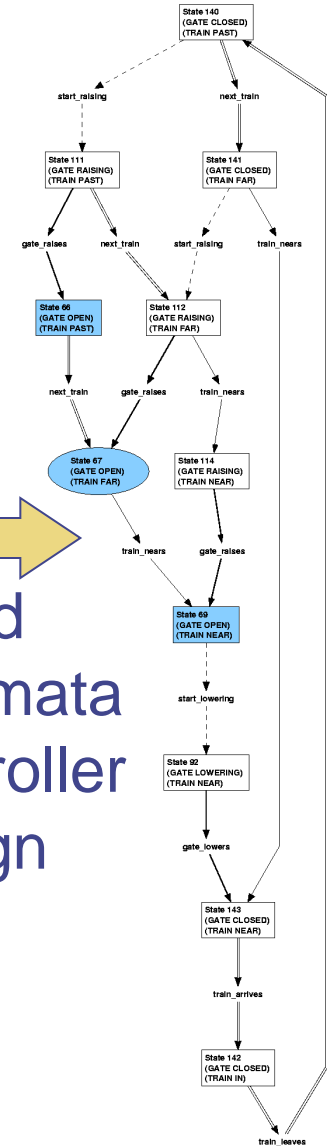 State 140
(GATE CLOSED)
(TRAIN PAST)
start_raising
next_train
State 111
(GATE RAISING)
(TRAIN PAST)
State 141
(GATE CLOSED)
(TRAIN FAR)
gate_raises
next_train
start_raising
train_nears
State 66
(GATE OPEN)
(TRAIN PAST)
State 112
(GATE RAISING)
(TRAIN FAR)
next_train
gate_raises
train_nears
State 67
(GATE OPEN)
(TRAIN FAR)
State 114
(GATE RAISING)
(TRAIN NEAR)
train_nears
gate_raises
d
mata
roller
gn
State 69
(GATE OPEN)
(TRAIN NEAR)
start_lowering
State 92
(GATE LOWERING)
(TRAIN NEAR)
gate_lowers
State 143
(GATE CLOSED)
(TRAIN NEAR)
train_arrives
State 142
(GATE CLOSED)
(TRAIN IN)
train_leaves